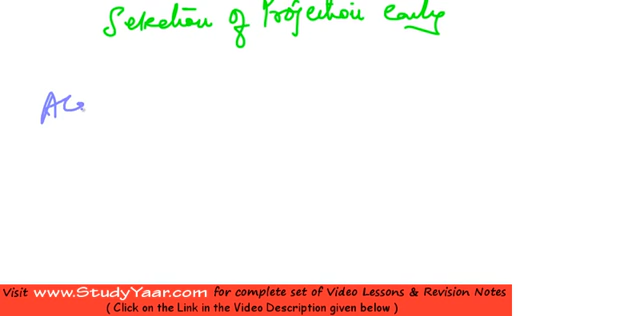 Selection of Projection early
Visit www.StudyYaar.com for complete set of Video Lessons & Revision Notes
( Click on the Link in the Video Description given below )